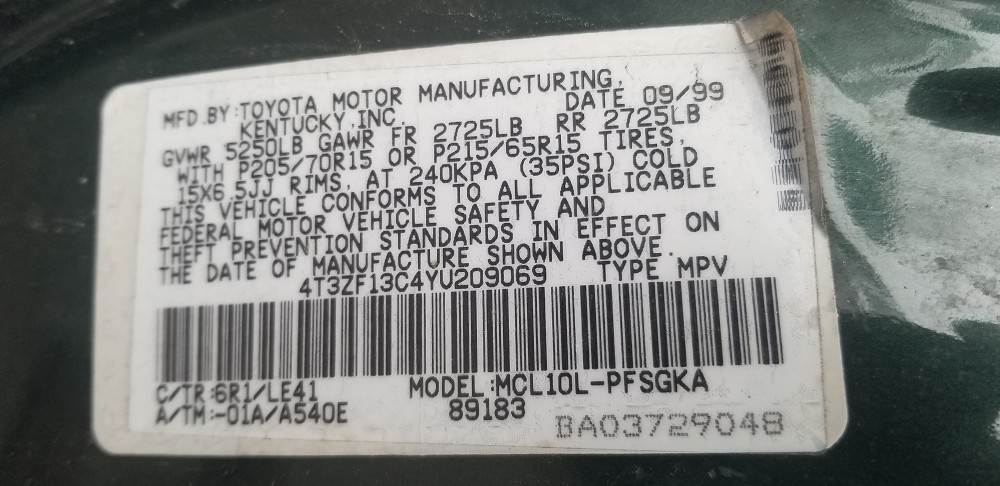 MFD.BY:TOYOTA MOTOR MANUFACTURING,
KENTUCKY,INC. DATE 09/99
GVWR 5250LB GAWR FR 2725LB RR 2725LB
WITH P205/70R15 OR P215/65R15 TIRES,
15X6.5JJ RIMS, AT 240KPA (35PSI) COLD
THIS VEHICLE CONFORMS TO ALL APPLICABLE
FEDERAL MOTOR VEHICLE SAFETY AND
THEFT PREVENTION STANDARDS IN EFFECT ON
THE DATE OF MANUFACTURE SHOWN ABOVE.
4T3ZF13C4YU209069 TYPE MPV
C/TR:6R1/LE41 MODEL:MCL10L-PFSGKA
A/TM:-01A/A540E 89183
BA03729048